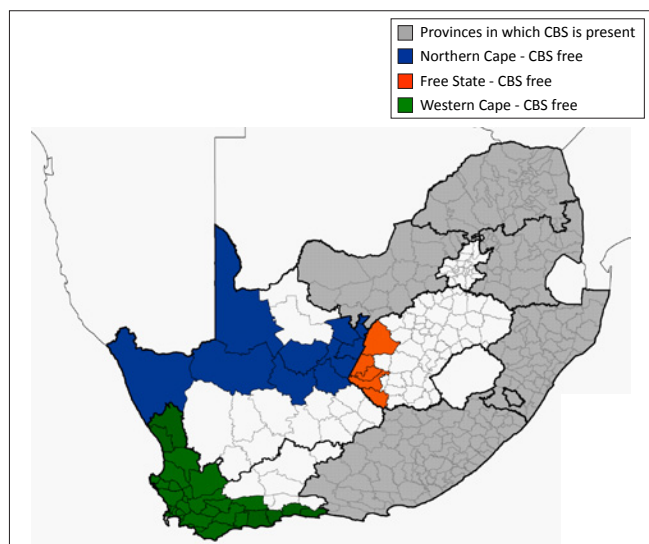 Provinces in which CBS is present
Northern Cape - CBS free
Free State - CBS free
Western Cape - CBS free